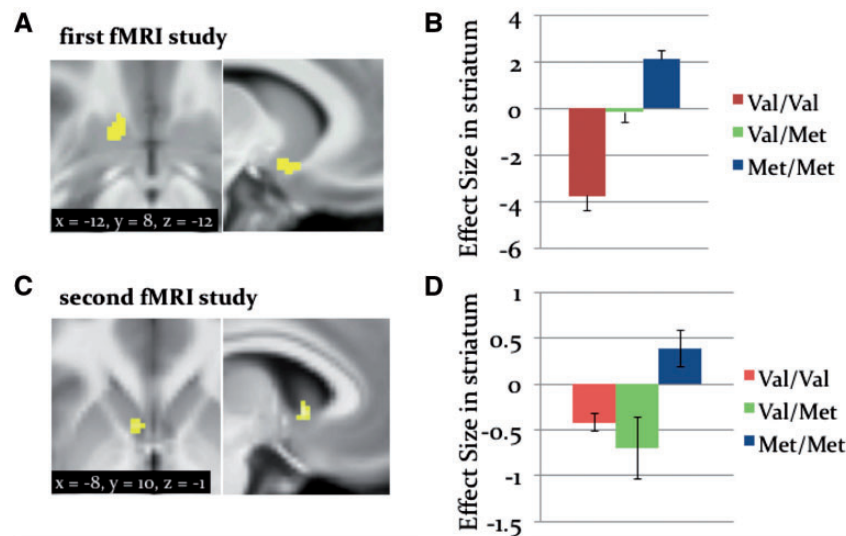 A
first fMRI study
x = -12, y = 8, z = -12
B
Effect Size in striatum
4
2
0
-2
-4
-6
Val/Val
Val/Met
Met/Met
C
second fMRI study
x = -8, y = 10, z = -1
D
Effect Size in striatum
1
0.5
0
-0.5
-1
-1.5
Val/Val
Val/Met
Met/Met